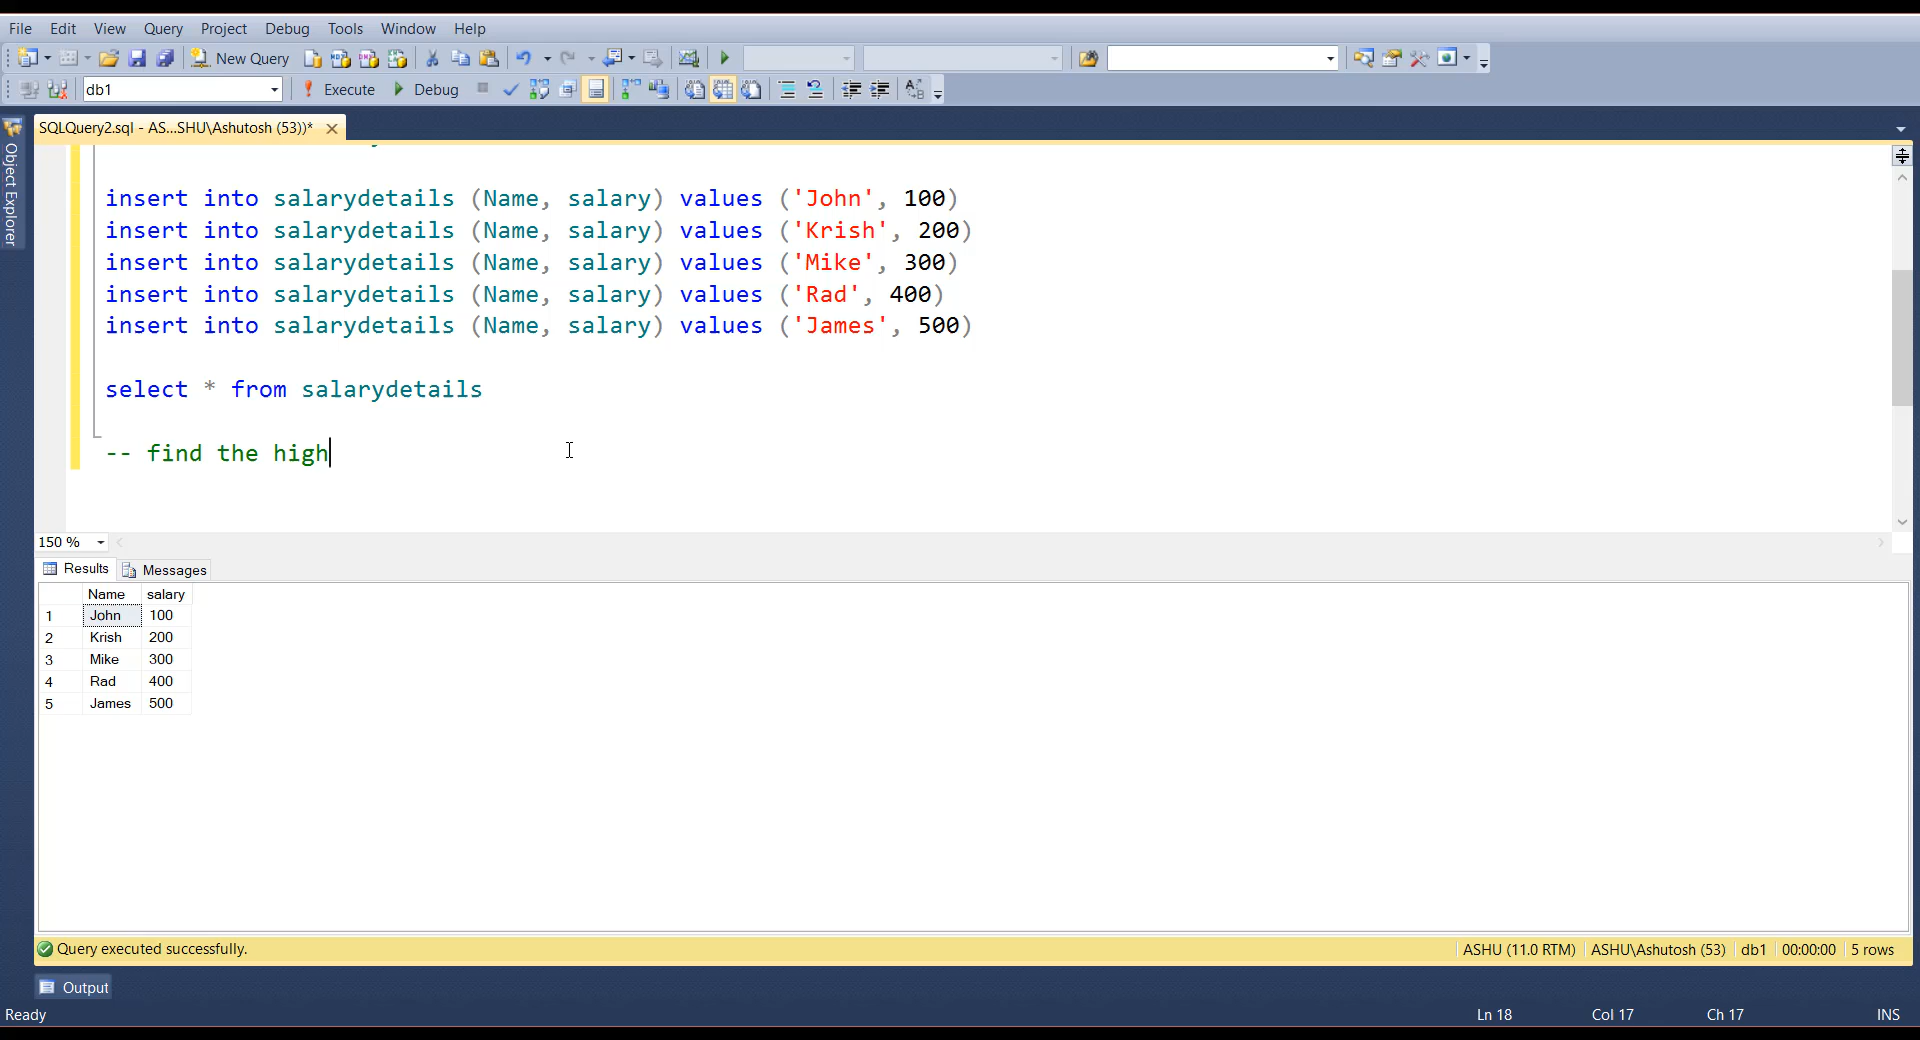 File Edit View Query Project Debug Tools Window Help
New Query
db1 Execute Debug
SQLQuery2.sql - AS...SHU\Ashutosh (53))*
Object Explorer
insert into salarydetails (Name, salary) values ('John', 100)
insert into salarydetails (Name, salary) values ('Krish', 200)
insert into salarydetails (Name, salary) values ('Mike', 300)
insert into salarydetails (Name, salary) values ('Rad', 400)
insert into salarydetails (Name, salary) values ('James', 500)
select * from salarydetails
-- find the high
150 %
Results Messages
Name salary
1 John 100
2 Krish 200
3 Mike 300
4 Rad 400
5 James 500
Query executed successfully. ASHU (11.0 RTM) ASHU\Ashutosh (53) db1 00:00:00 5 rows
Output
Ready Ln 18 Col 17 Ch 17 INS